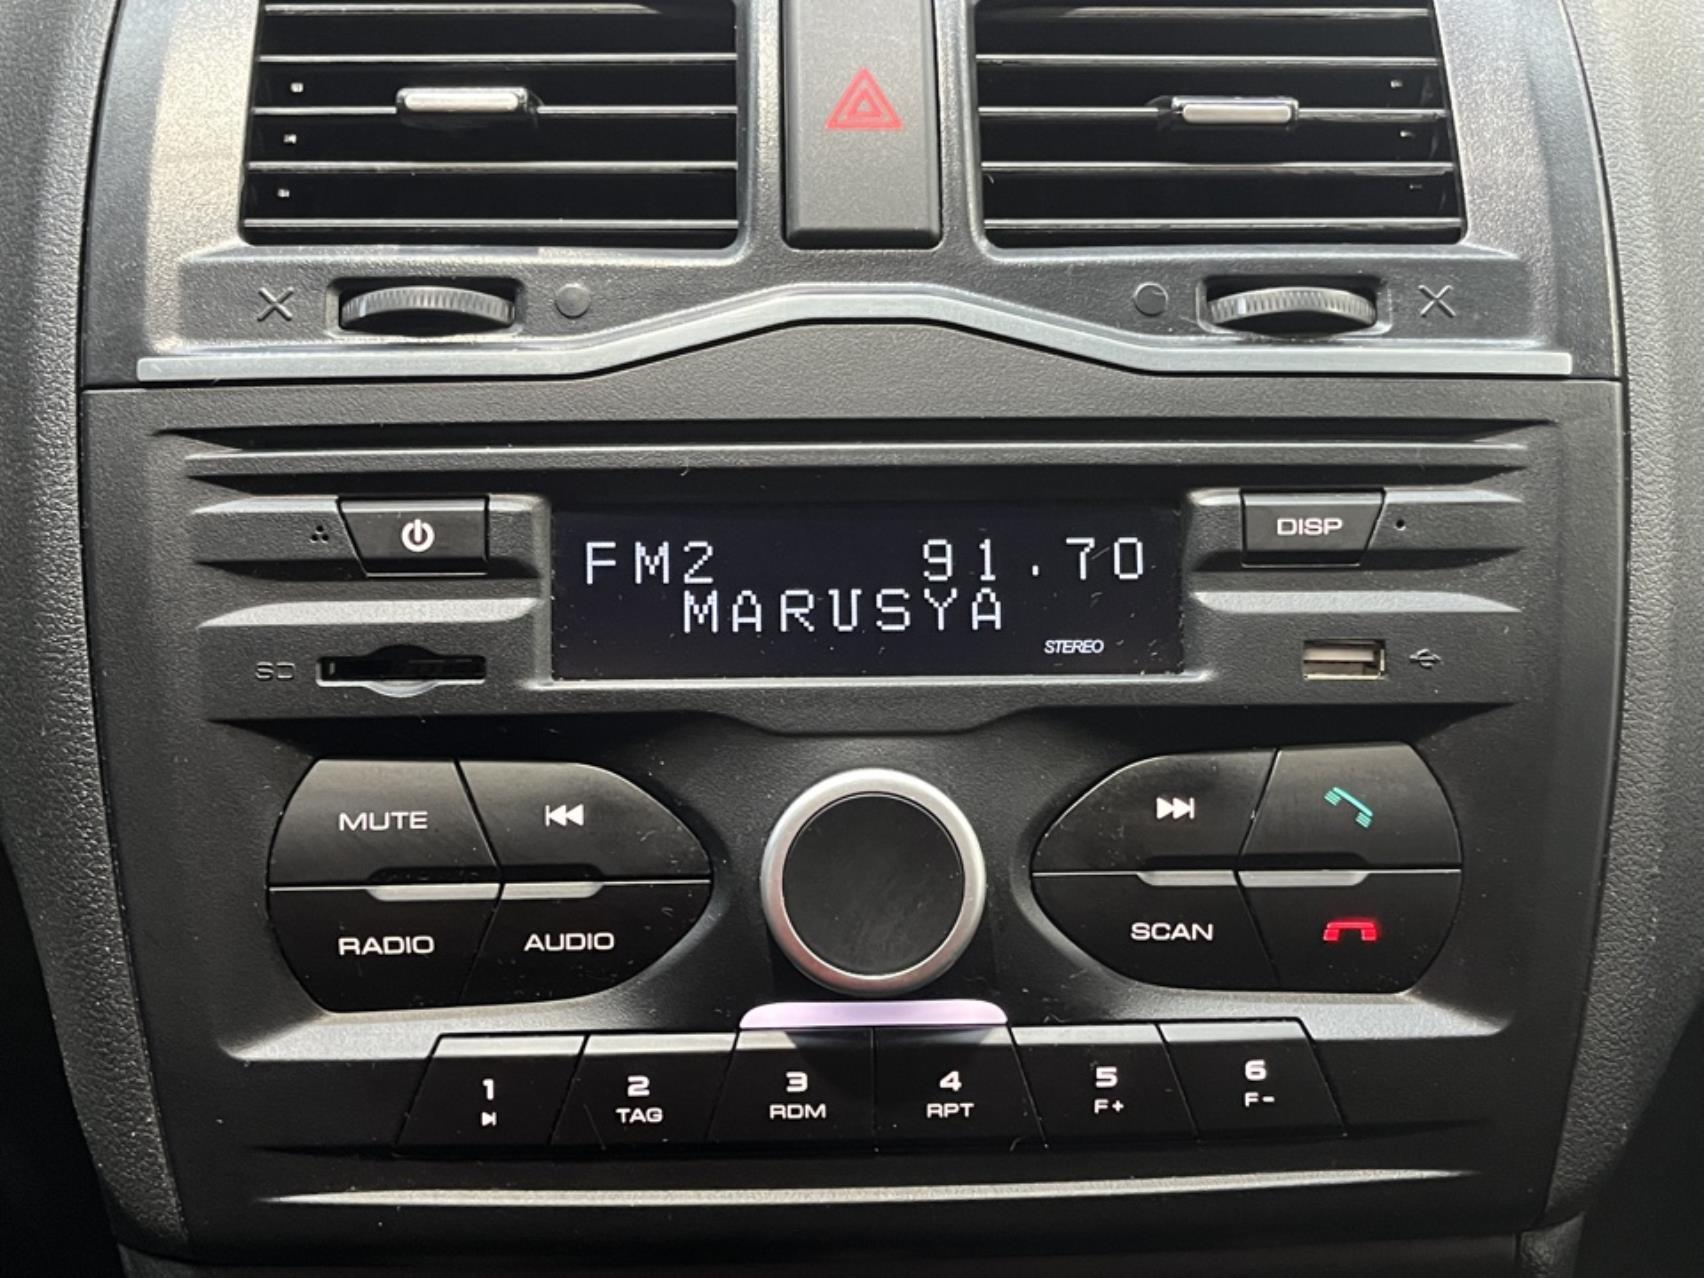 FM2 91.70
MARUSYA
STEREO
DISP
SD
MUTE
RADIO
AUDIO
SCAN
1
2
TAG
3
RDM
4
RPT
5
F+
6
F-